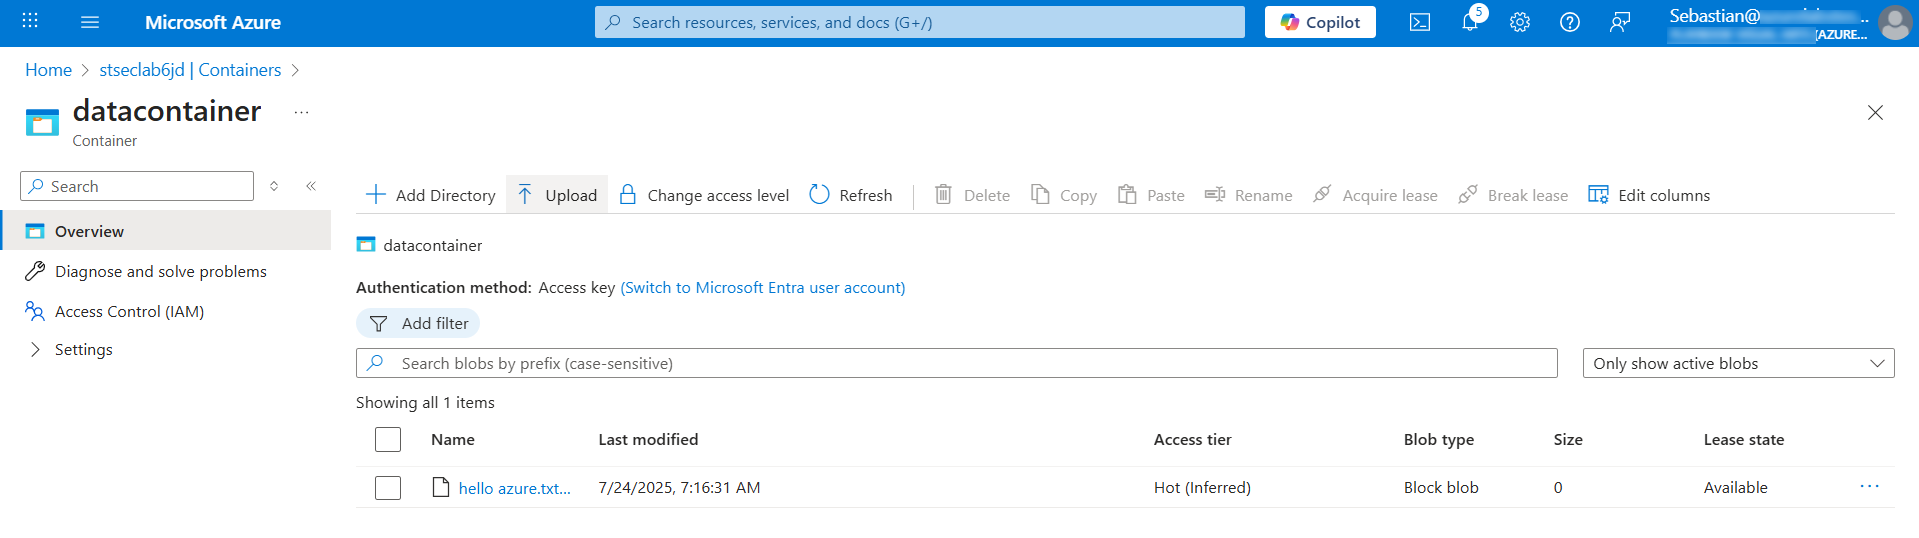 Microsoft Azure
Search resources, services, and docs (G+/)
Copilot
5
Sebastian@ ...
(AZURE...
Home > stseclab6jd | Containers >
datacontainer ...
Container
Search
Add Directory Upload Change access level Refresh Delete Copy Paste Rename Acquire lease Break lease Edit columns
Overview
Diagnose and solve problems
Access Control (IAM)
Settings
datacontainer
Authentication method: Access key (Switch to Microsoft Entra user account)
Add filter
Search blobs by prefix (case-sensitive)
Only show active blobs
Showing all 1 items
Name Last modified Access tier Blob type Size Lease state
hello azure.txt... 7/24/2025, 7:16:31 AM Hot (Inferred) Block blob 0 Available ...